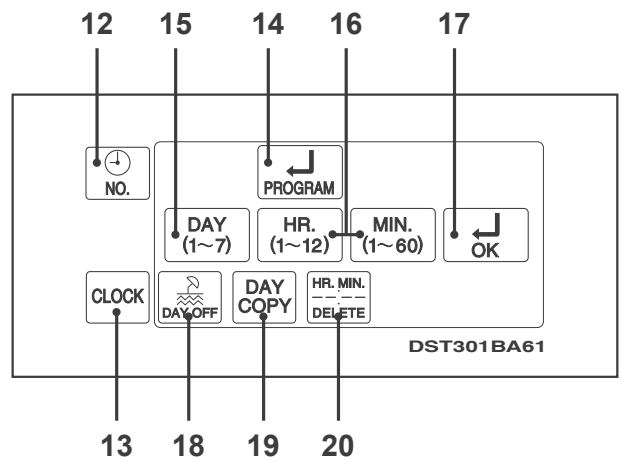 12 15 14 16 17
NO.
PROGRAM
DAY
(1~7)
HR.
(1~12)
MIN.
(1~60)
OK
CLOCK
DAY OFF
DAY
COPY
HR. MIN.
--:--
DELETE
DST301BA61
13 18 19 20